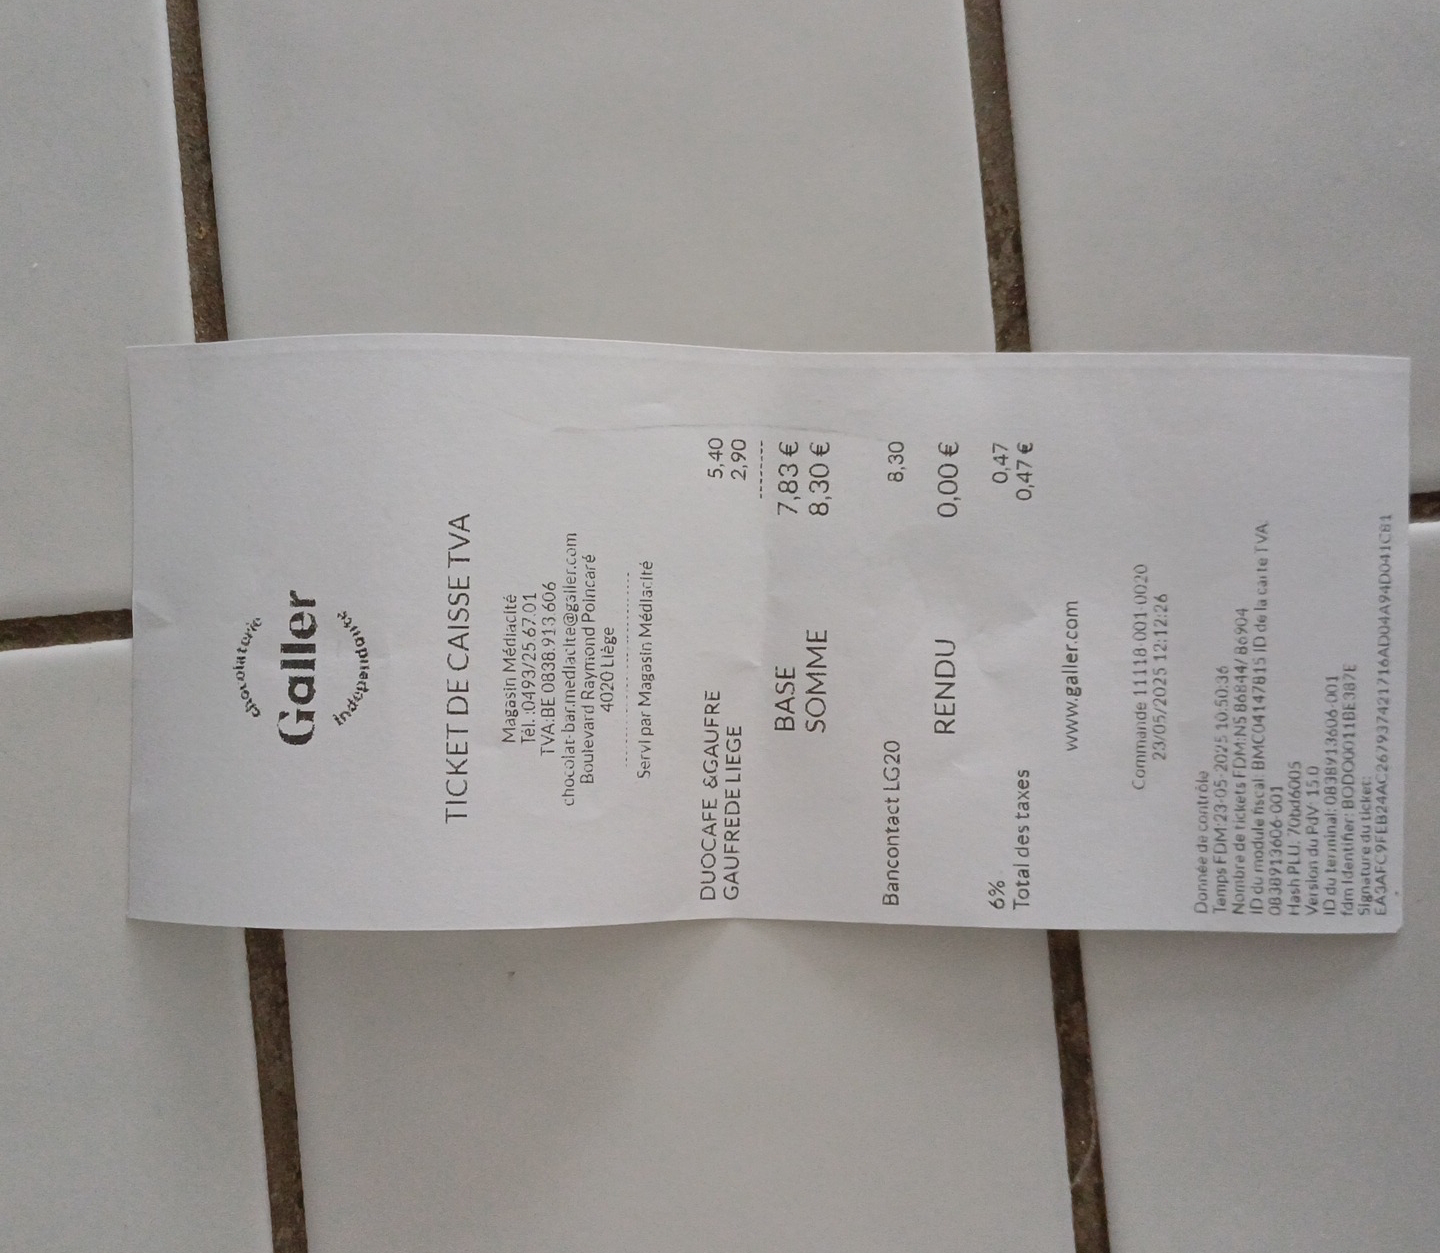 chocolaterie
Galler
indépendante
TICKET DE CAISSE TVA
Magasin Médiacité
Tél.:0493/25.67.01
TVA:BE 0838.913.606
chocolat-bar.mediacite@galler.com
Boulevard Raymond Poincaré
4020 Liège
Servi par Magasin Médiacité
DUOCAFE &GAUFRE 5,40
GAUFREDELIEGE 2,90
BASE 7,83 €
SOMME 8,30 €
Bancontact LG20 8,30
RENDU 0,00 €
6% 0,47
Total des taxes 0,47 €
www.galler.com
Commande 11118-001-0020
23/05/2025 12:12:26
Donnée de contrôle
Temps FDM:23-05-2025 10:50:36
Nombre de tickets FDM:NS 86844/86904
ID du module fiscal: BMC04147815 ID de la carte TVA.
0838913606-001
Hash PLU: 70bd6005
Version du PdV: 15.0
ID du terminal: 0838913606-001
fdm Identifier: BODO0011BE387E
Signature du ticket:
EA3AFC9FEB24AC267937421716AD04A94D041C81